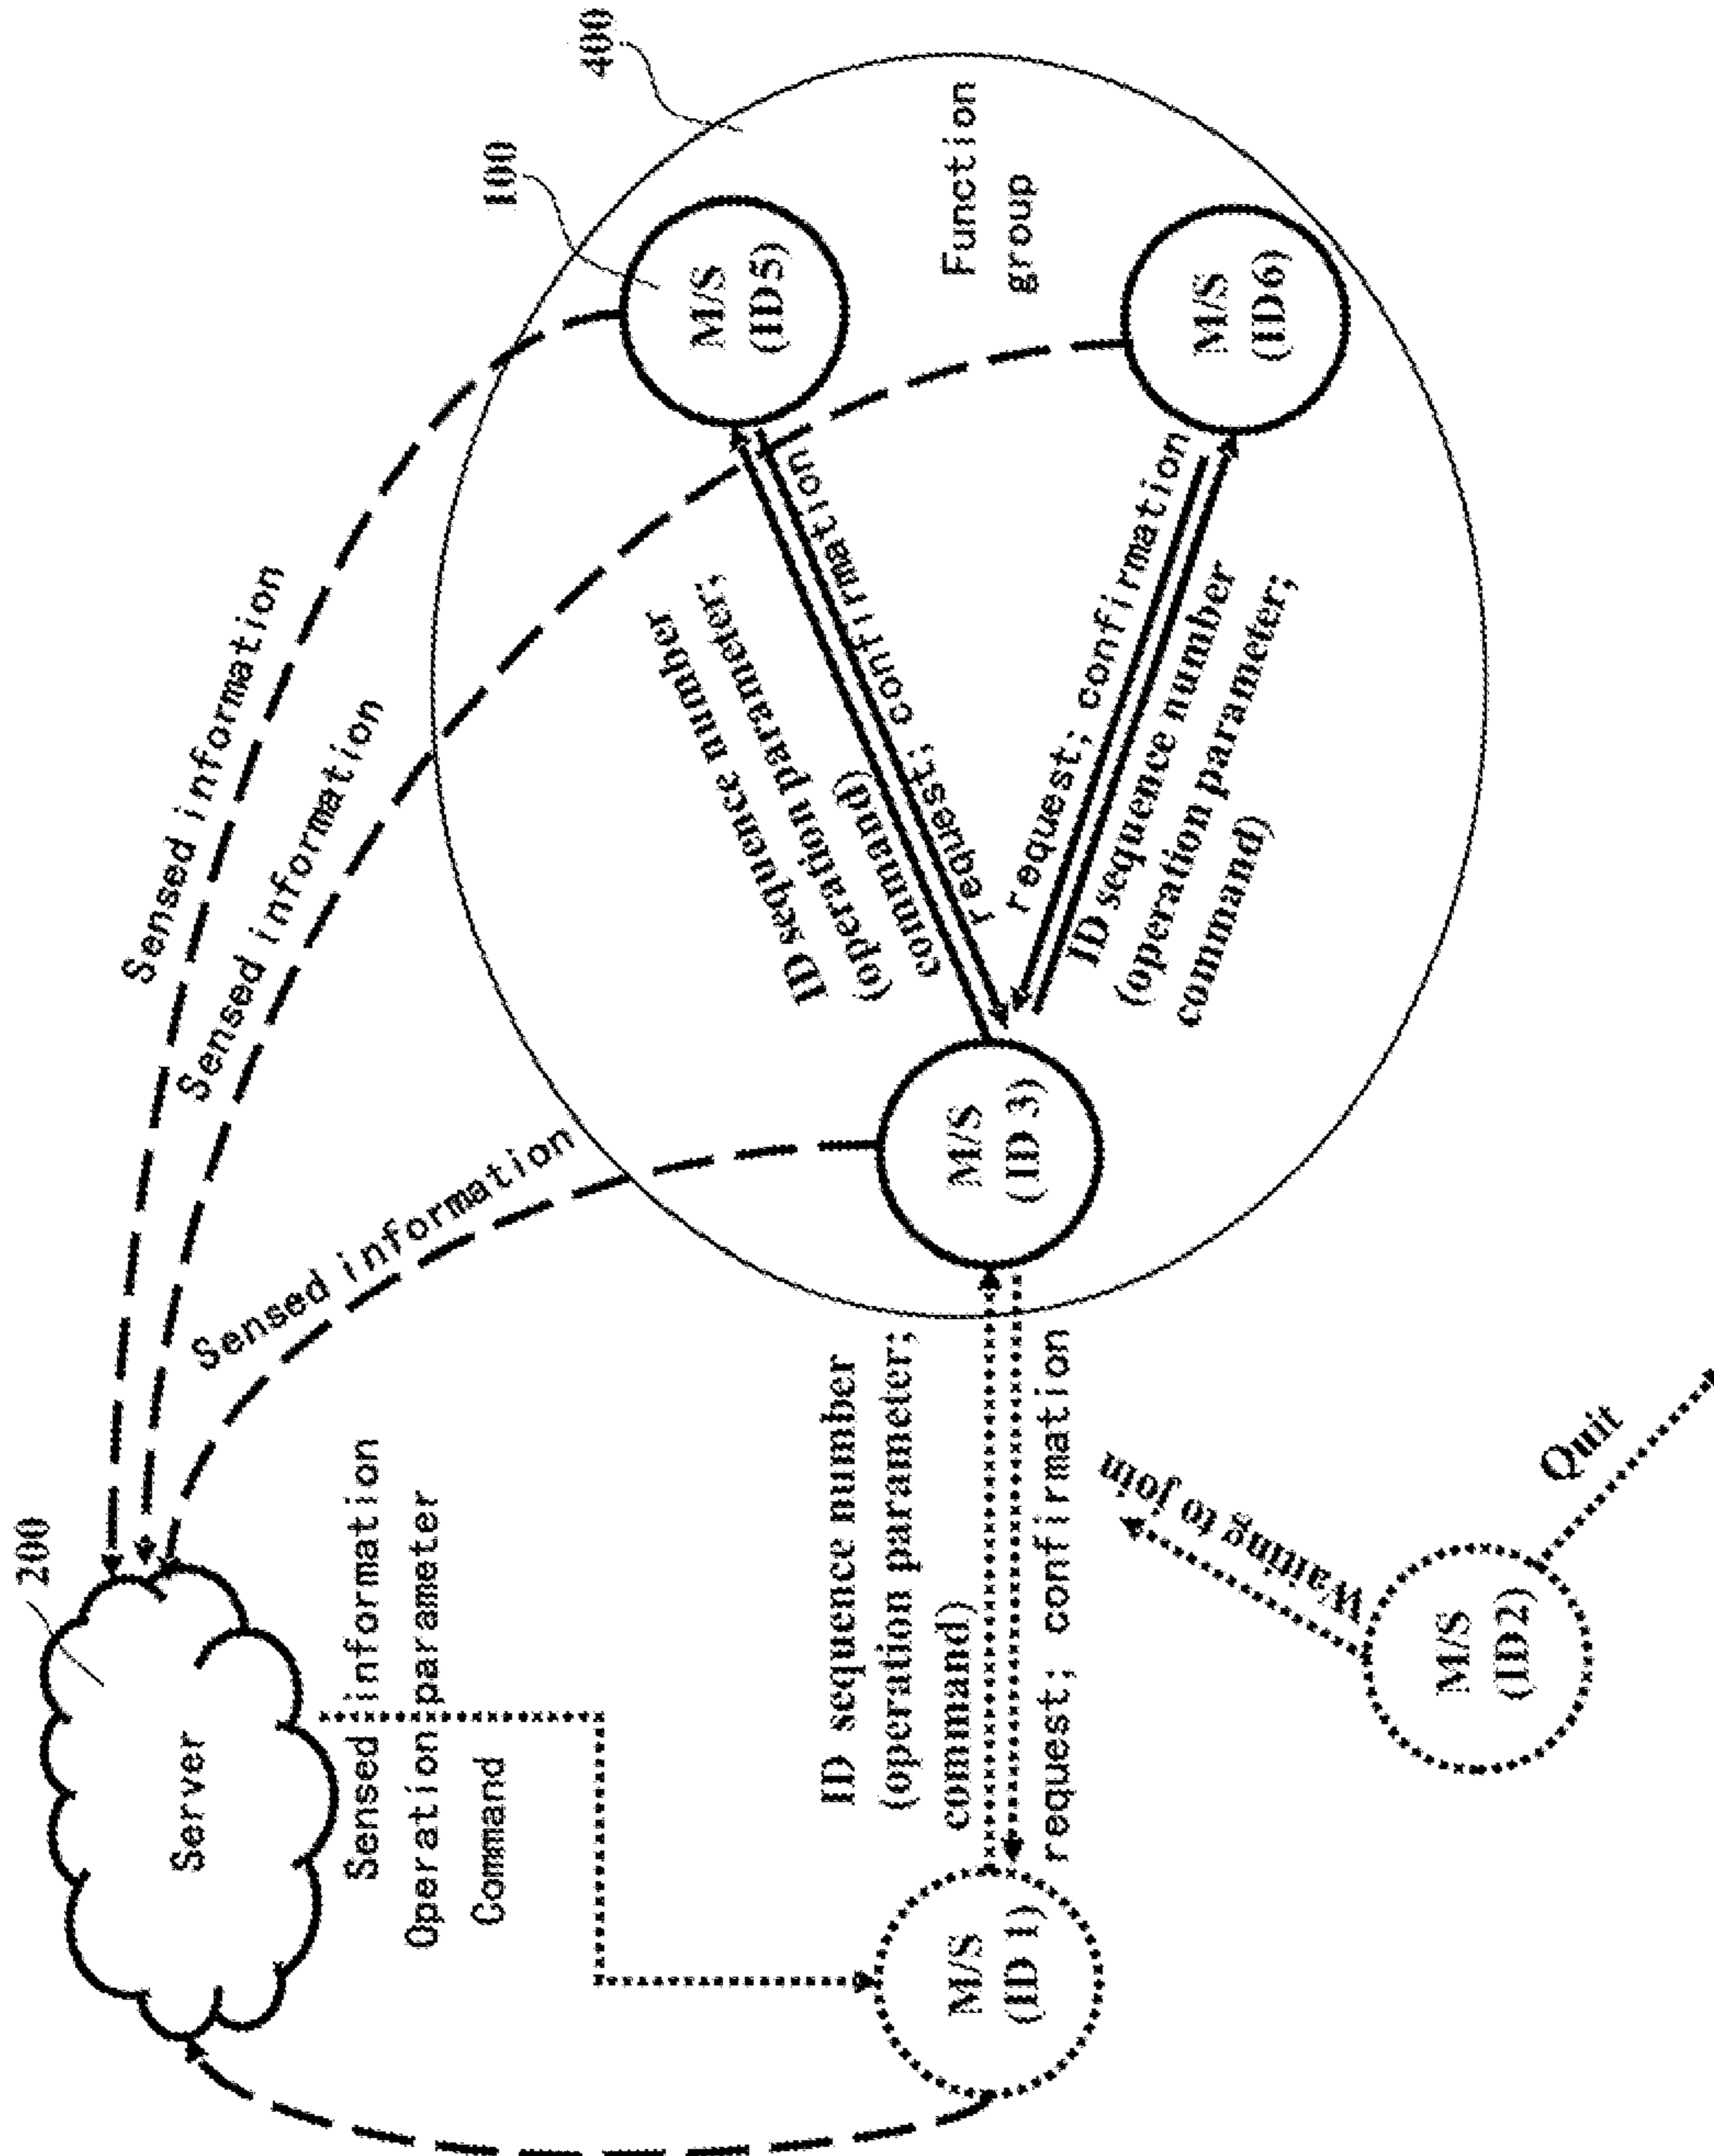 200
Server
Sensed information
Operation parameter
Command
Sensed information
Sensed information
Sensed information
400
100
M/S
(ID5)
Function
group
M/S
(ID6)
ID sequence number
(operation parameter;
command)
request; confirmation
request; confirmation
ID sequence number
(operation parameter;
command)
M/S
(ID 3)
ID sequence number
(operation parameter;
command)
request; confirmation
M/S
(ID 1)
Waiting to join
M/S
(ID2)
Quit